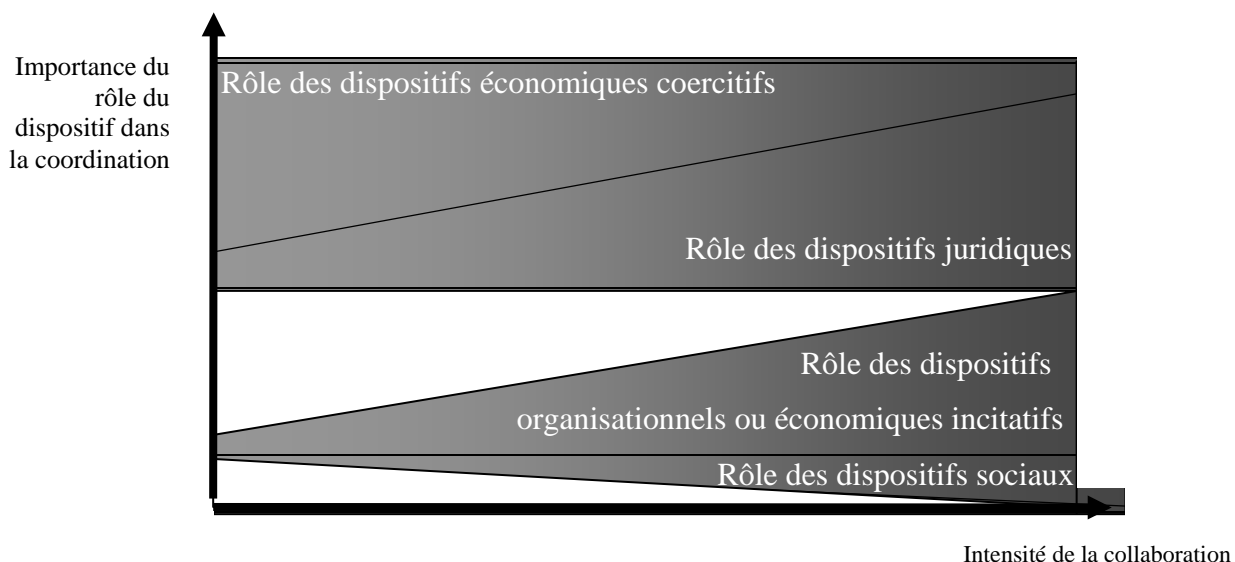 Importance du
rôle du
dispositif dans
la coordination
Rôle des dispositifs économiques coercitifs
Rôle des dispositifs juridiques
Rôle des dispositifs
organisationnels ou économiques incitatifs
Rôle des dispositifs sociaux
Intensité de la collaboration